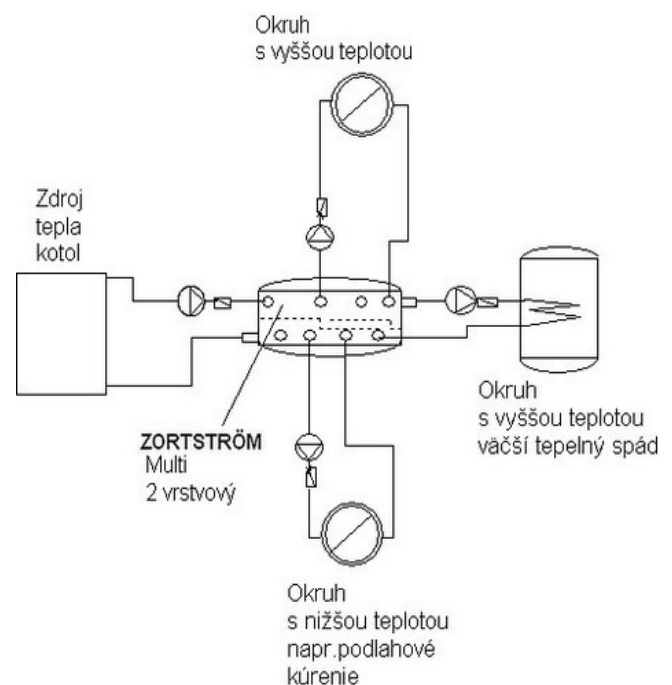 Okruh
s vyššou teplotou
Zdroj
tepla
kotol
ZORTSTRÖM
Multi
2 vrstvový
Okruh
s vyššou teplotou
väčší tepelný spád
Okruh
s nižšou teplotou
napr.podlahové
kúrenie